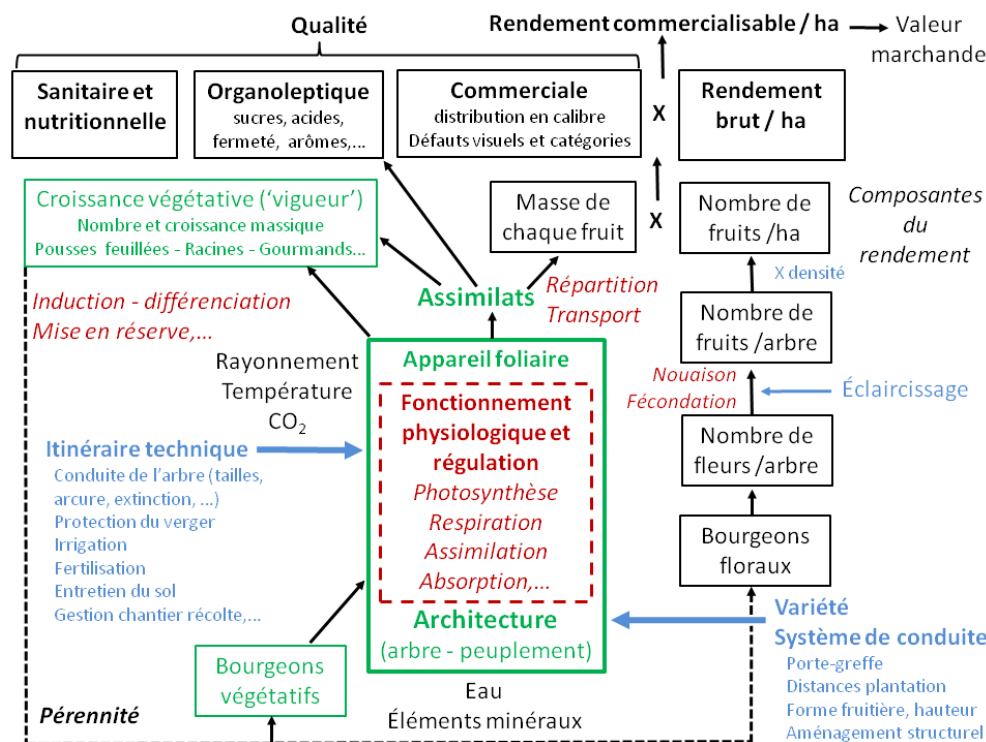 Qualité
Rendement commercialisable / ha
Valeur
marchande
Sanitaire et
nutritionnelle
Organoleptique
sucres, acides,
fermeté, arômes,...
Commerciale
distribution en calibre
Défauts visuels et catégories
X
Rendement
brut / ha
Croissance végétative (‘vigueur’)
Nombre et croissance massique
Pousses feuillées - Racines - Gourmands...
Masse de
chaque fruit
X
Nombre de
fruits /ha
Composantes
du
rendement
X densité
Induction - différenciation
Mise en réserve,...
Assimilats
Répartition
Transport
Nombre de
fruits /arbre
Rayonnement
Température
CO2
Appareil foliaire
Fonctionnement
physiologique et
régulation
Photosynthèse
Respiration
Assimilation
Absorption,...
Architecture
(arbre - peuplement)
Nouaison
Fécondation
Éclaircissage
Nombre de
fleurs /arbre
Itinéraire technique
Conduite de l’arbre (tailles,
arcure, extinction, ...)
Protection du verger
Irrigation
Fertilisation
Entretien du sol
Gestion chantier récolte,...
Bourgeons
floraux
Variété
Système de conduite
Porte-greffe
Distances plantation
Forme fruitière, hauteur
Aménagement structurel
Bourgeons
végétatifs
Eau
Éléments minéraux
Pérennité